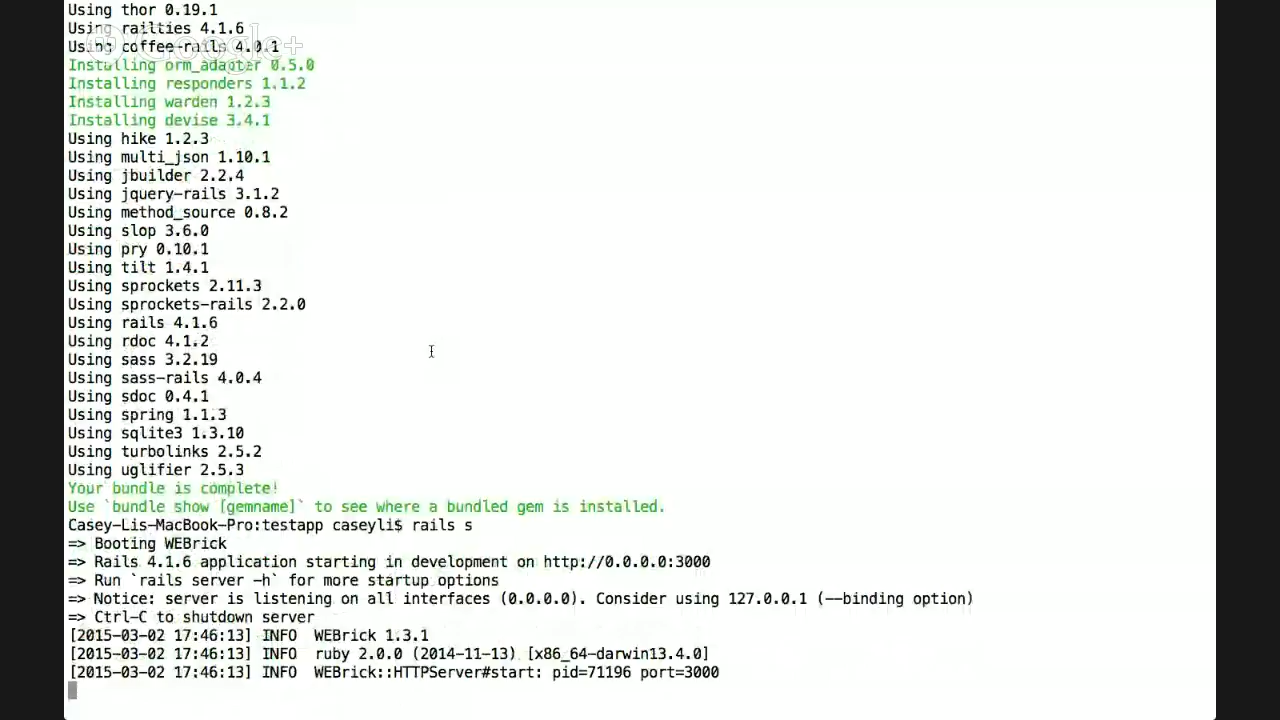 Using thor 0.19.1
Using railties 4.1.6
Using coffee-rails 4.0.1
Google+
Installing orm_adapter 0.5.0
Installing responders 1.1.2
Installing warden 1.2.3
Installing devise 3.4.1
Using hike 1.2.3
Using multi_json 1.10.1
Using jbuilder 2.2.4
Using jquery-rails 3.1.2
Using method_source 0.8.2
Using slop 3.6.0
Using pry 0.10.1
Using tilt 1.4.1
Using sprockets 2.11.3
Using sprockets-rails 2.2.0
Using rails 4.1.6
Using rdoc 4.1.2
Using sass 3.2.19
Using sass-rails 4.0.4
Using sdoc 0.4.1
Using spring 1.1.3
Using sqlite3 1.3.10
Using turbolinks 2.5.2
Using uglifier 2.5.3
Your bundle is complete!
Use `bundle show [gemname]` to see where a bundled gem is installed.
Casey-Lis-MacBook-Pro:testapp caseyli$ rails s
=> Booting WEBrick
=> Rails 4.1.6 application starting in development on http://0.0.0.0:3000
=> Run `rails server -h` for more startup options
=> Notice: server is listening on all interfaces (0.0.0.0). Consider using 127.0.0.1 (--binding option)
=> Ctrl-C to shutdown server
[2015-03-02 17:46:13] INFO  WEBrick 1.3.1
[2015-03-02 17:46:13] INFO  ruby 2.0.0 (2014-11-13) [x86_64-darwin13.4.0]
[2015-03-02 17:46:13] INFO  WEBrick::HTTPServer#start: pid=71196 port=3000